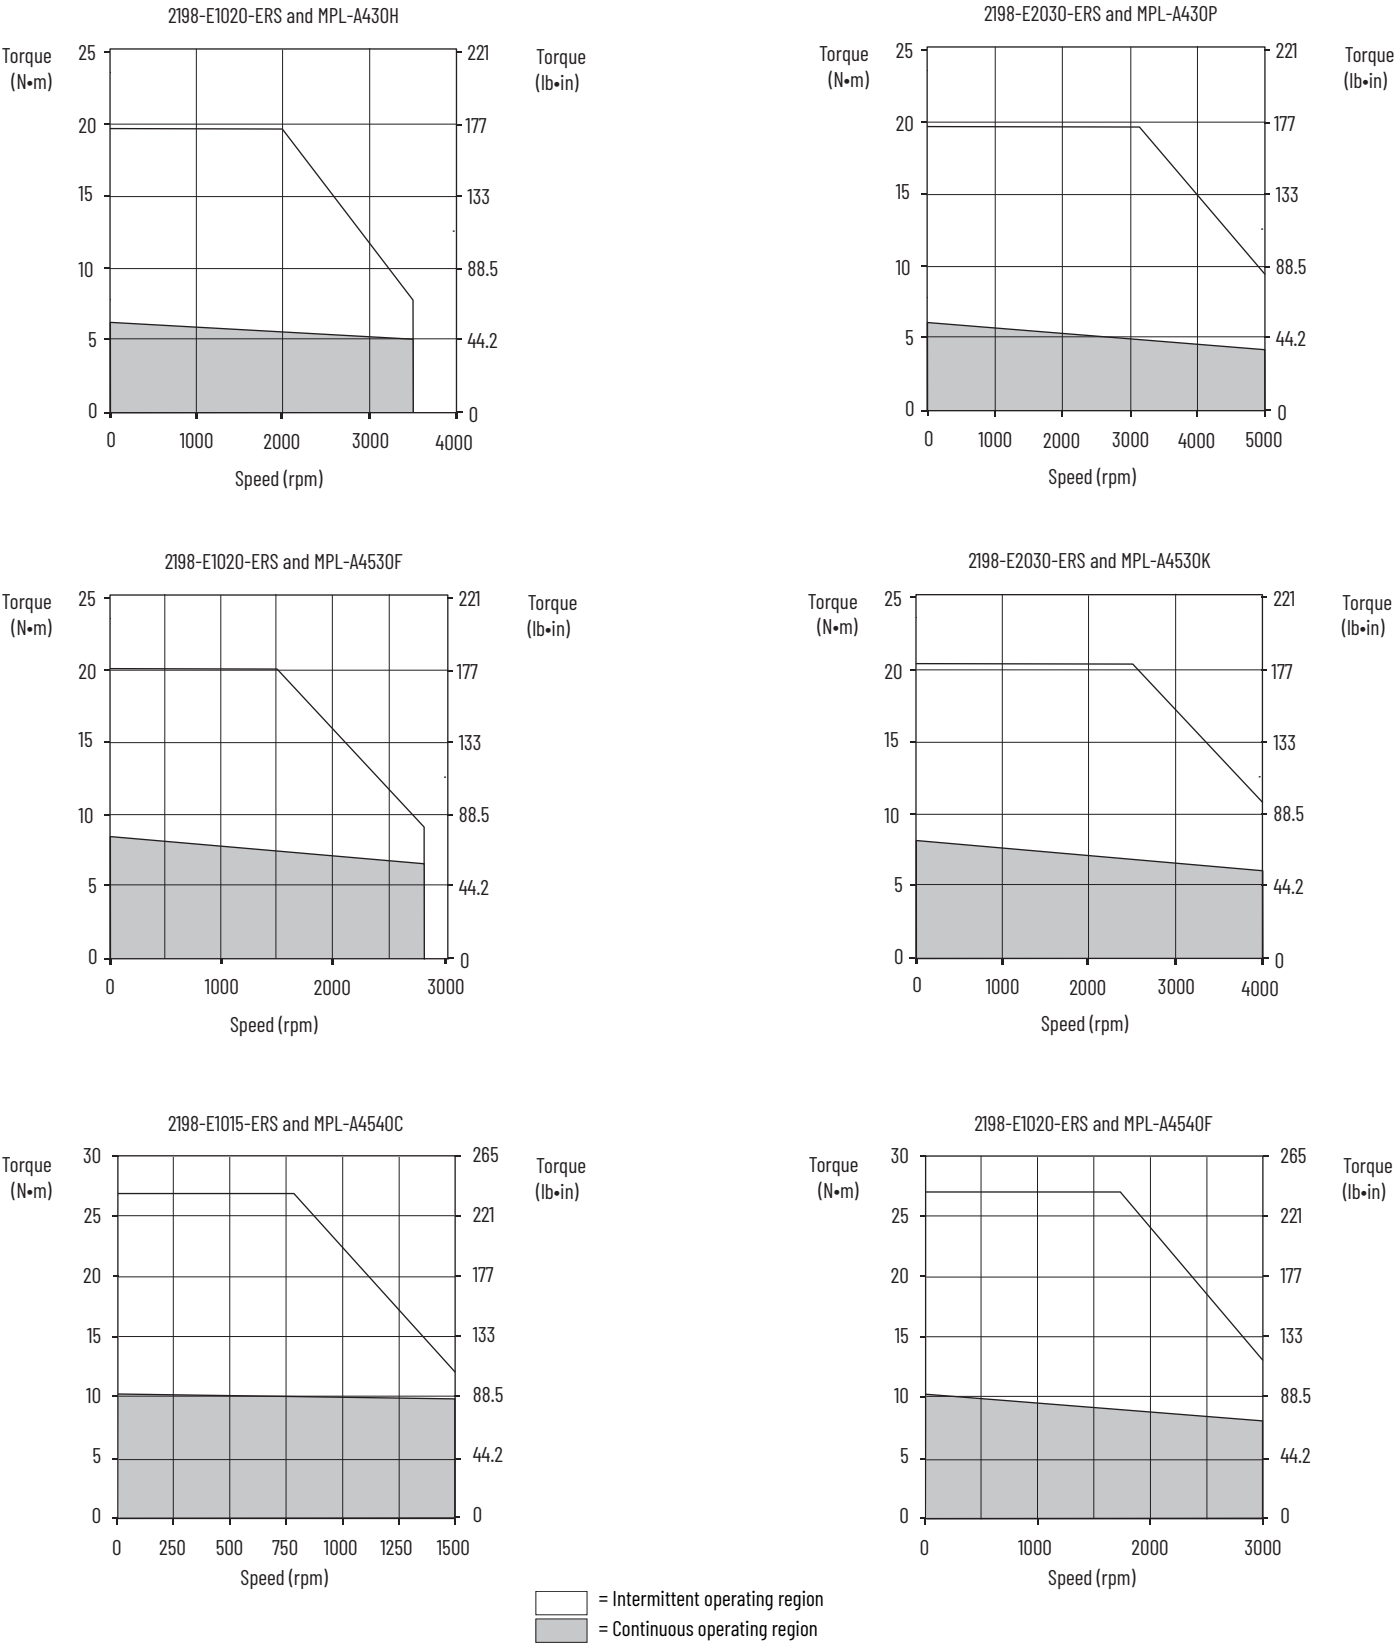 2198-E1020-ERS and MPL-A430H
Torque
(N•m)
25
20
15
10
5
0
221
177
133
88.5
44.2
0
Torque
(lb•in)
0 1000 2000 3000 4000
Speed (rpm)
2198-E2030-ERS and MPL-A430P
Torque
(N•m)
25
20
15
10
5
0
221
177
133
88.5
44.2
0
Torque
(lb•in)
0 1000 2000 3000 4000 5000
Speed (rpm)
2198-E1020-ERS and MPL-A4530F
Torque
(N•m)
25
20
15
10
5
0
221
177
133
88.5
44.2
0
Torque
(lb•in)
0 1000 2000 3000
Speed (rpm)
2198-E2030-ERS and MPL-A4530K
Torque
(N•m)
25
20
15
10
5
0
221
177
133
88.5
44.2
0
Torque
(lb•in)
0 1000 2000 3000 4000
Speed (rpm)
2198-E1015-ERS and MPL-A4540C
Torque
(N•m)
30
25
20
15
10
5
0
265
221
177
133
88.5
44.2
0
Torque
(lb•in)
0 250 500 750 1000 1250 1500
Speed (rpm)
2198-E1020-ERS and MPL-A4540F
Torque
(N•m)
30
25
20
15
10
5
0
265
221
177
133
88.5
44.2
0
Torque
(lb•in)
0 1000 2000 3000
Speed (rpm)
= Intermittent operating region
= Continuous operating region